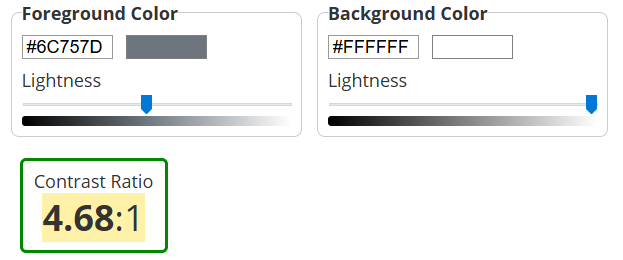 Foreground Color
#6C757D
Lightness
Background Color
#FFFFFF
Lightness
Contrast Ratio
4.68:1